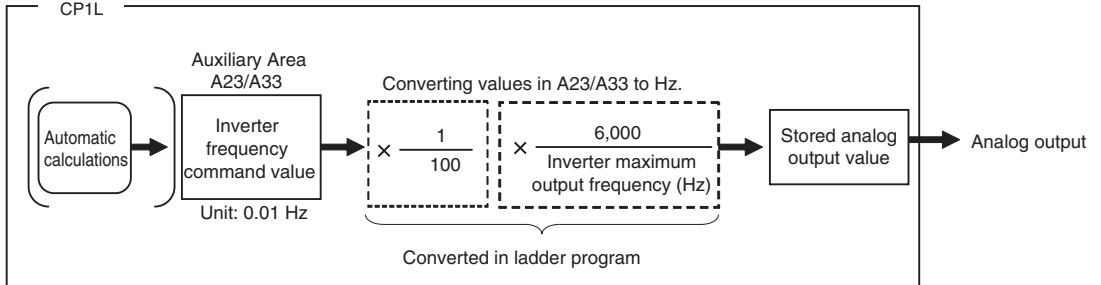 CP1L
Auxiliary Area
A23/A33
Converting values in A23/A33 to Hz.
Automatic
calculations
Inverter
frequency
command value
× 1
100
× 6,000
Inverter maximum
output frequency (Hz)
Stored analog
output value
Analog output
Unit: 0.01 Hz
Converted in ladder program